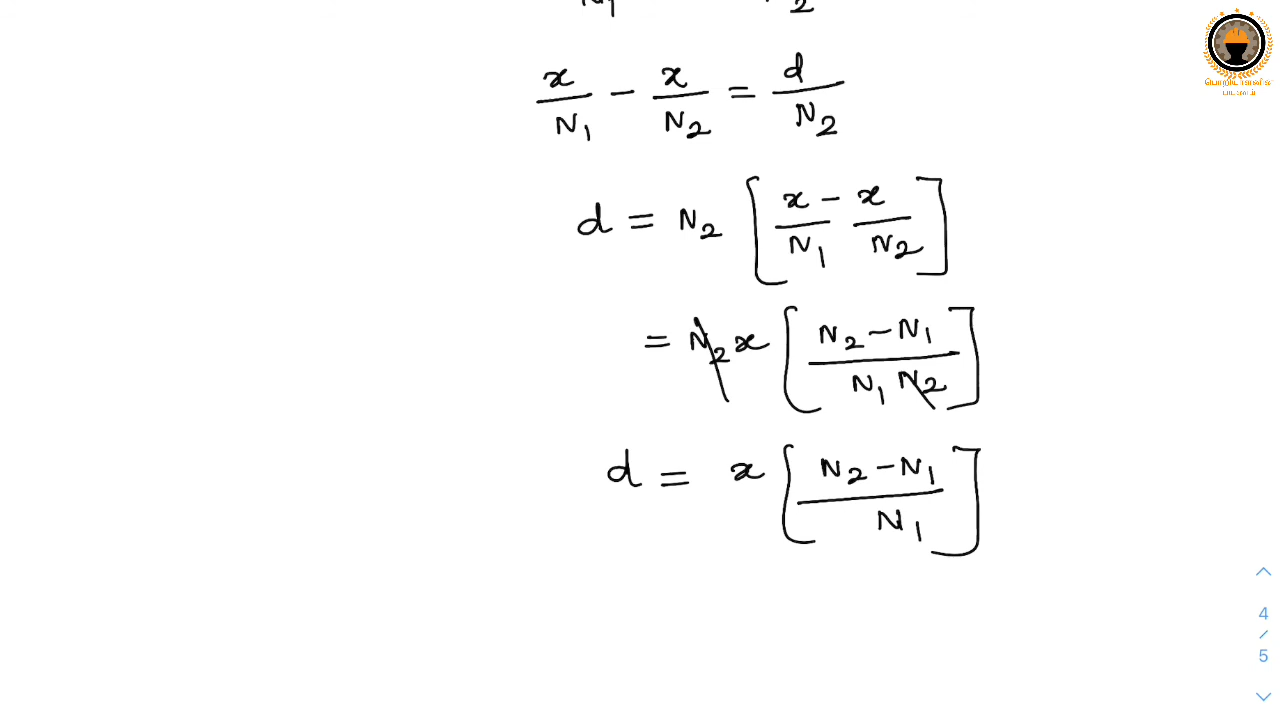 x/N₁ - x/N₂ = d/N₂
d = N₂ [x/N₁ - x/N₂]
= N₂ x [N₂ - N₁ / N₁ N₂]
d = x [N₂ - N₁ / N₁]
4
/
5